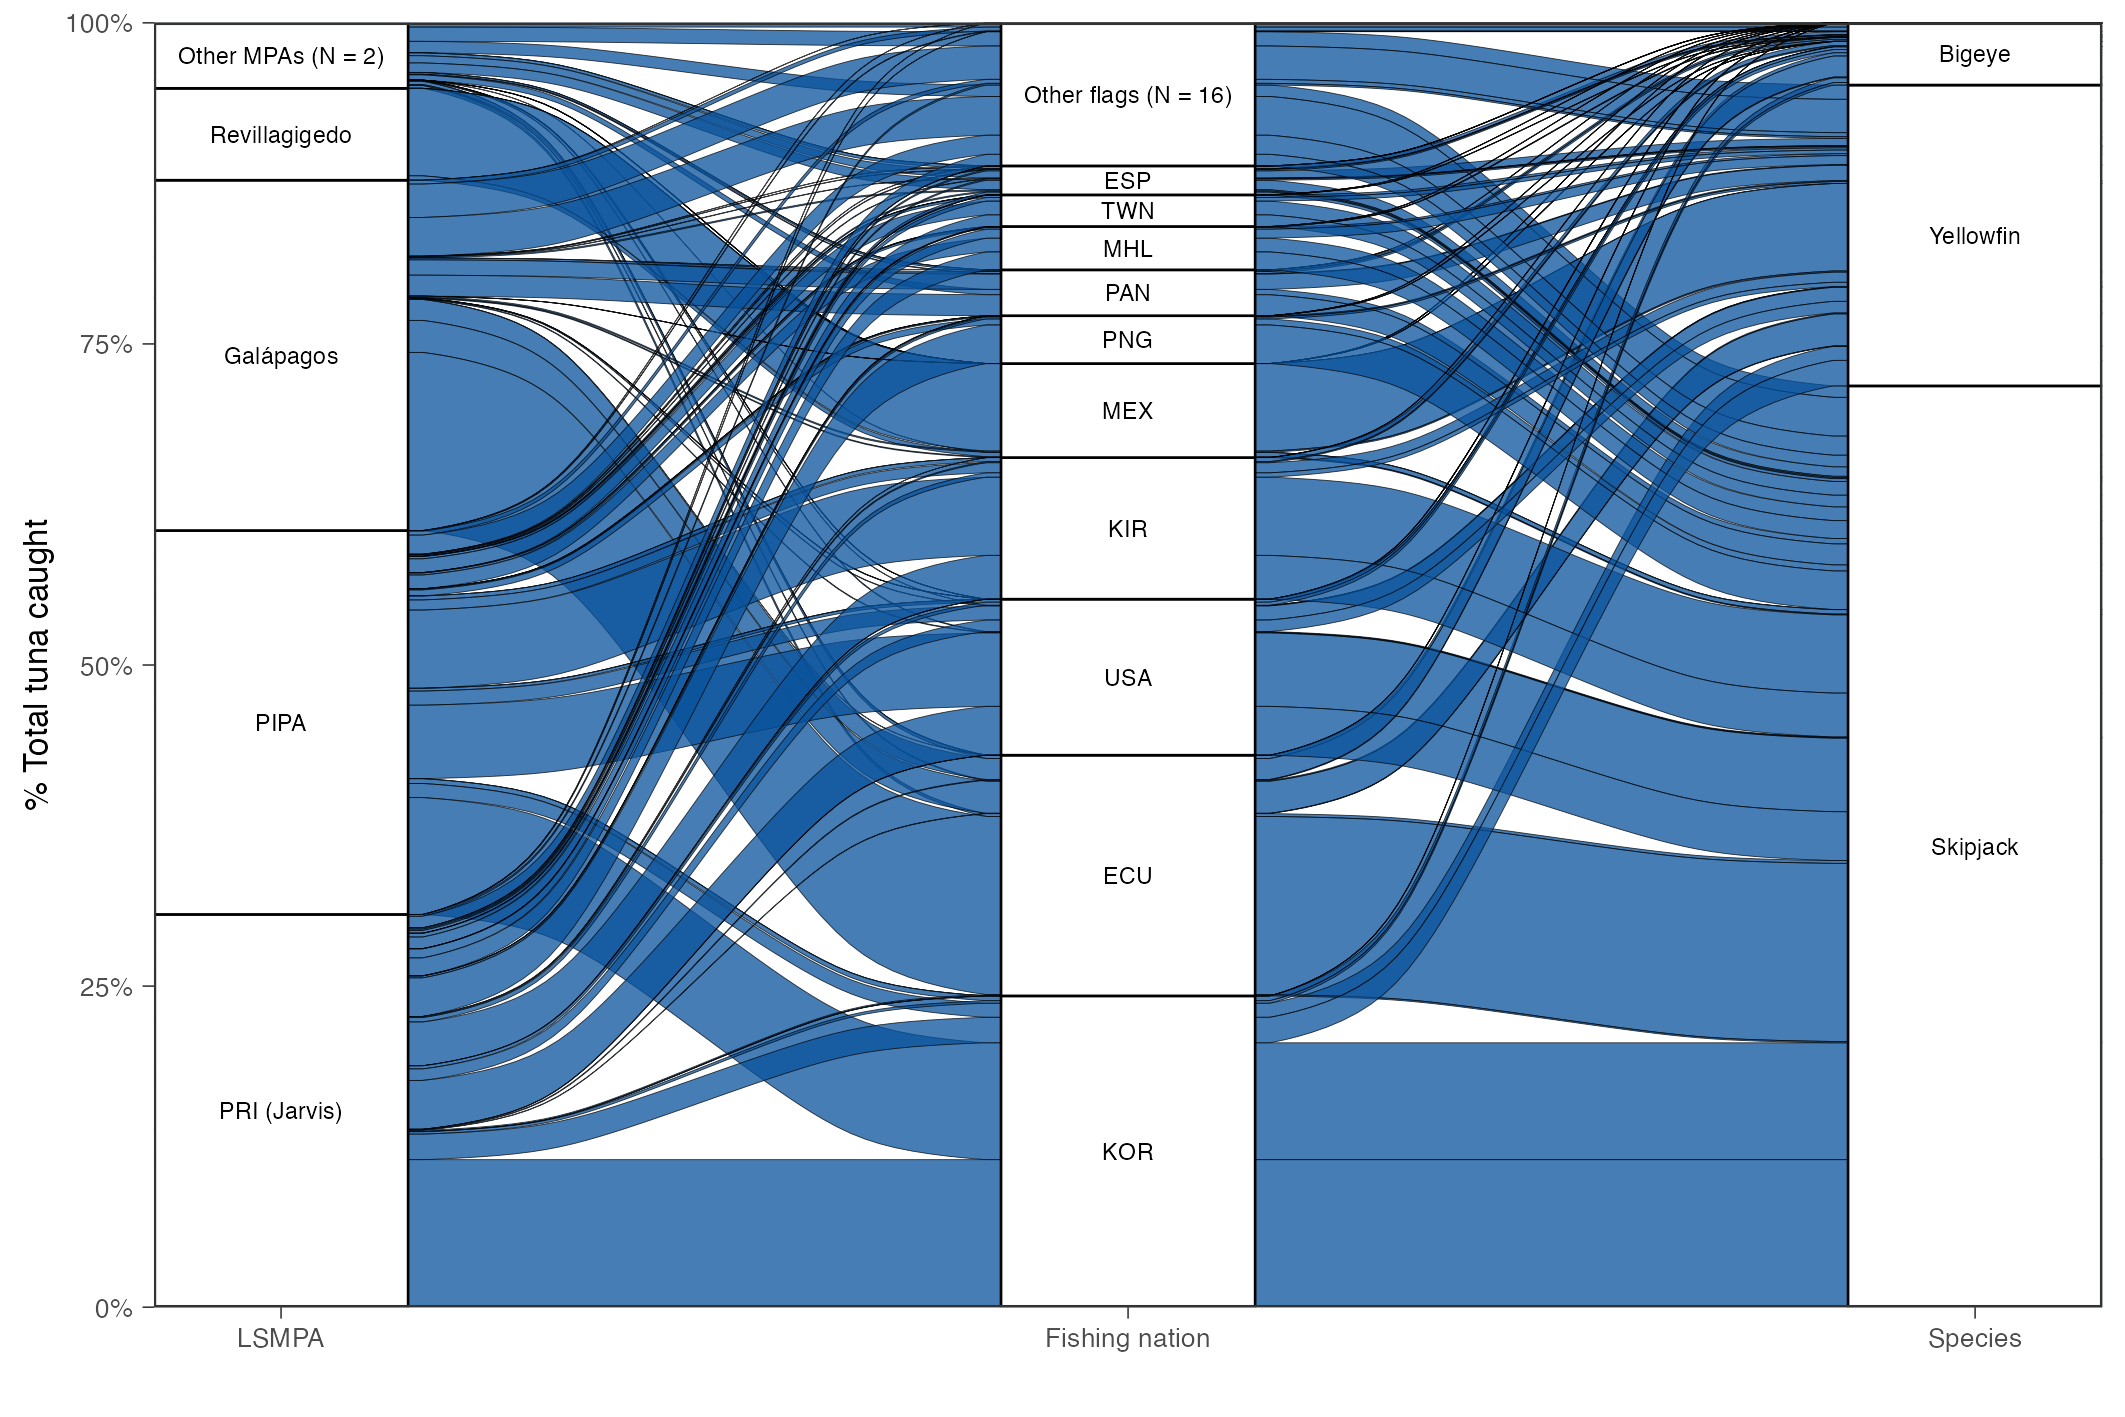 % Total tuna caught
100%
75%
50%
25%
0%
Other MPAs (N = 2)
Revillagigedo
Galápagos
PIPA
PRI (Jarvis)
Other flags (N = 16)
ESP
TWN
MHL
PAN
PNG
MEX
KIR
USA
ECU
KOR
Bigeye
Yellowfin
Skipjack
LSMPA
Fishing nation
Species